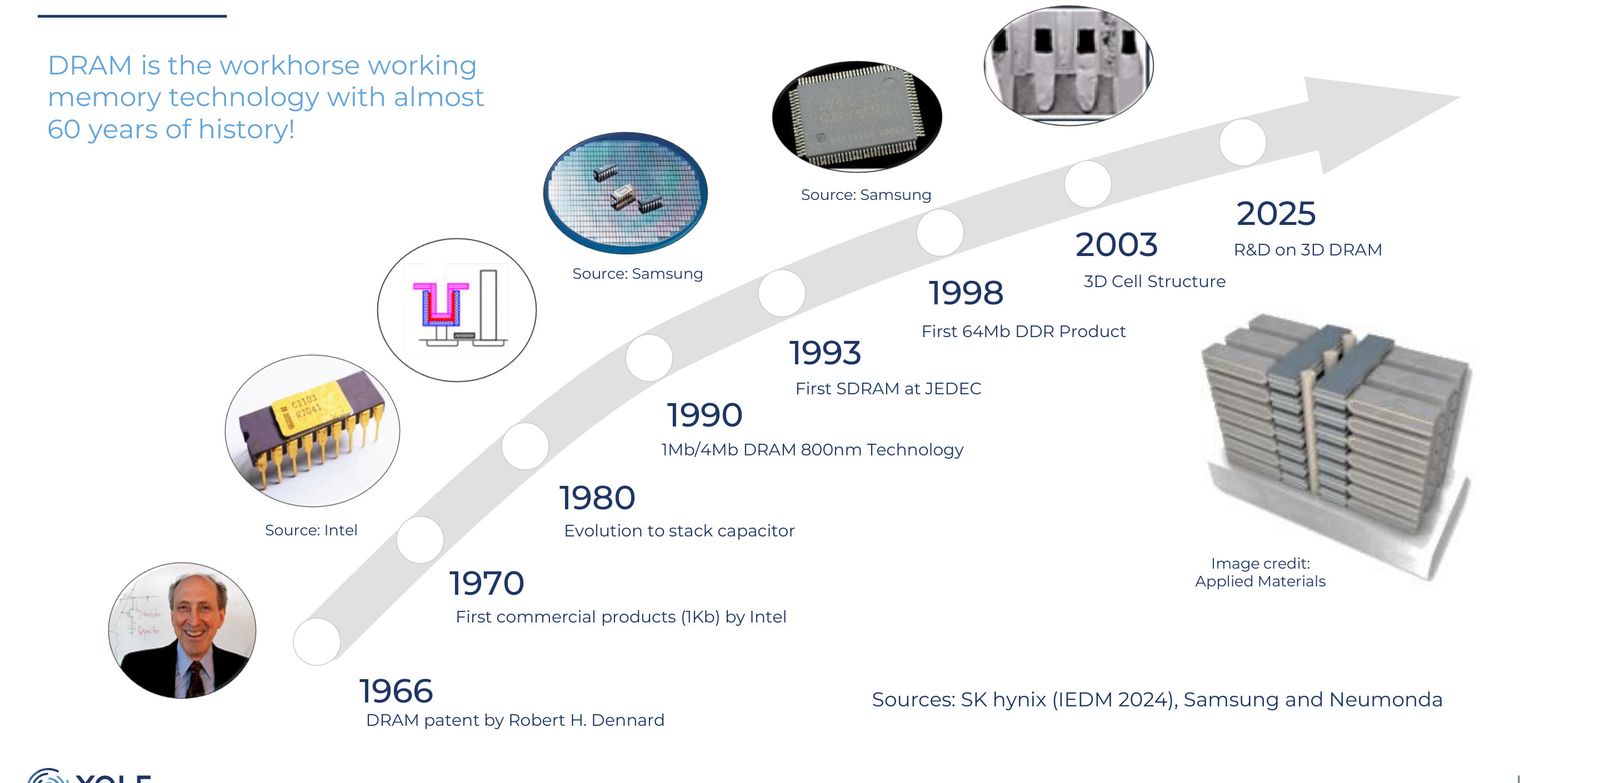 DRAM is the workhorse working
memory technology with almost
60 years of history!
Source: Samsung
Source: Samsung
2025
R&D on 3D DRAM
2003
3D Cell Structure
1998
First 64Mb DDR Product
1993
First SDRAM at JEDEC
1990
1Mb/4Mb DRAM 800nm Technology
C1103
R7041
Source: Intel
1980
Evolution to stack capacitor
1970
First commercial products (1Kb) by Intel
1966
DRAM patent by Robert H. Dennard
Image credit:
Applied Materials
Sources: SK hynix (IEDM 2024), Samsung and Neumonda